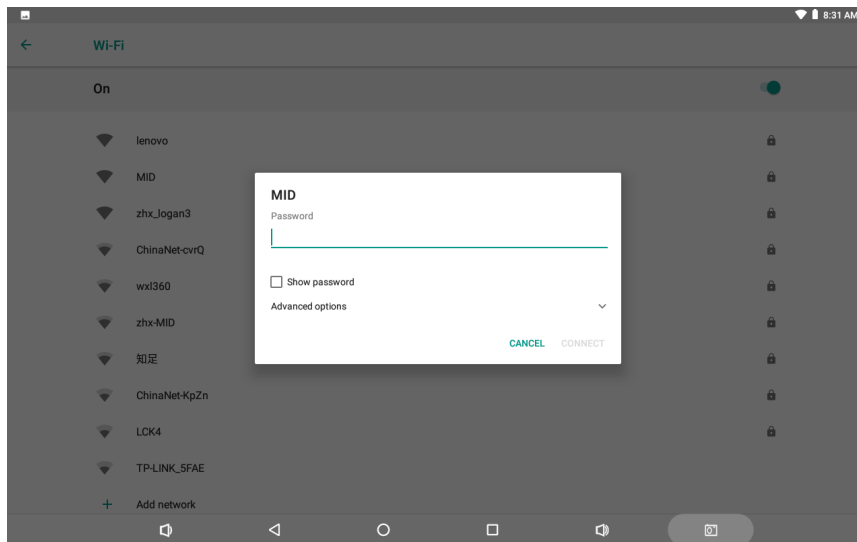 8:31 AM
Wi-Fi
On
lenovo
MID
zhx_logan3
ChinaNet-cvrQ
wxl360
zhx-MID
知足
ChinaNet-KpZn
LCK4
TP-LINK_5FAE
Add network
MID
Password
Show password
Advanced options
CANCEL CONNECT